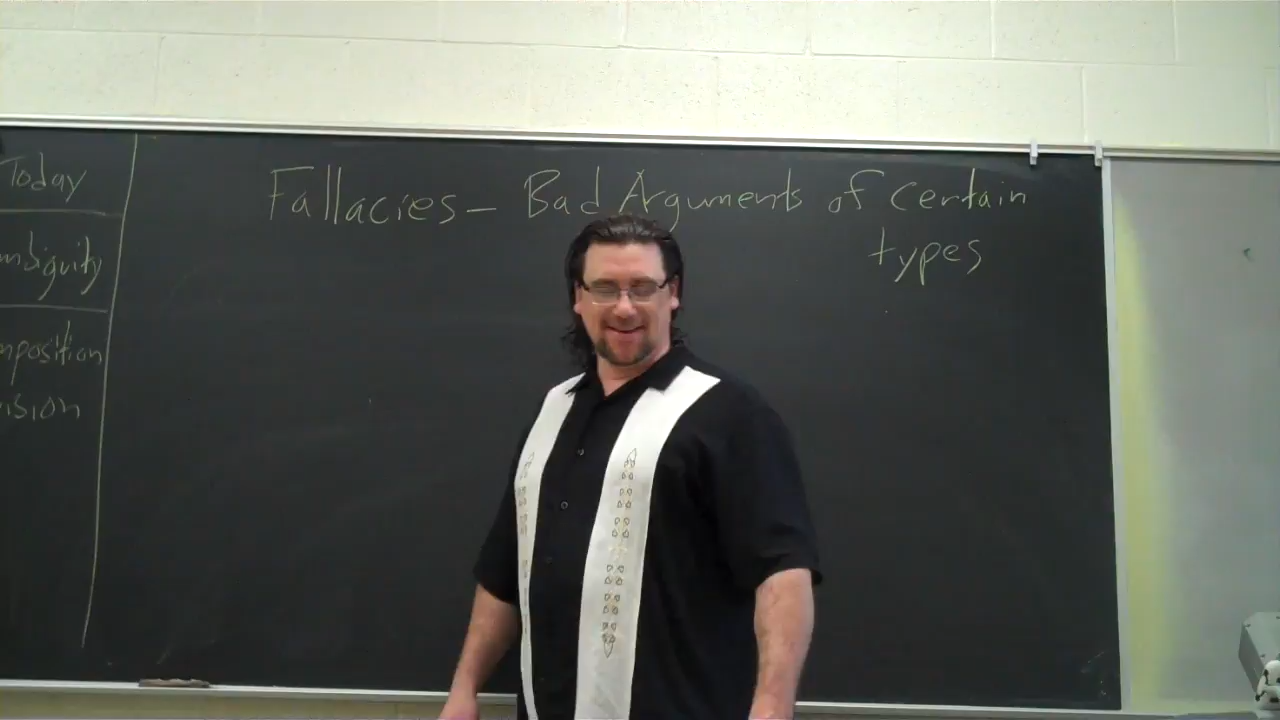 Today
mbiguity
mposition
ision
Fallacies – Bad Arguments of certain
types